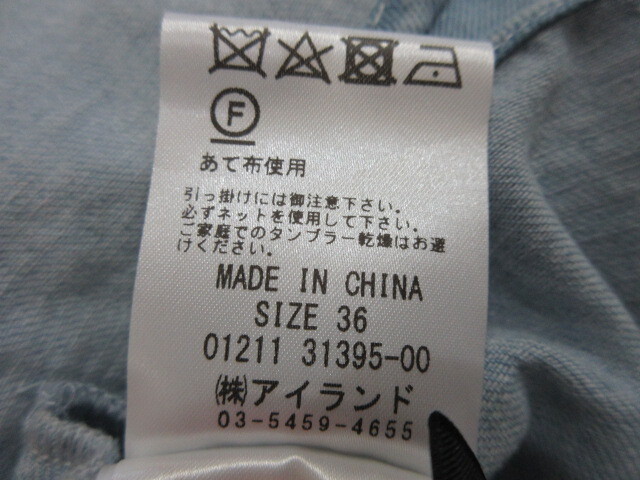 F
あて布使用
引っ掛けには御注意下さい。
必ずネットを使用して下さい。
ご家庭でのタンブラー乾燥はお避
けください。
MADE IN CHINA
SIZE 36
01211 31395-00
㈱アイランド
03-5459-4655